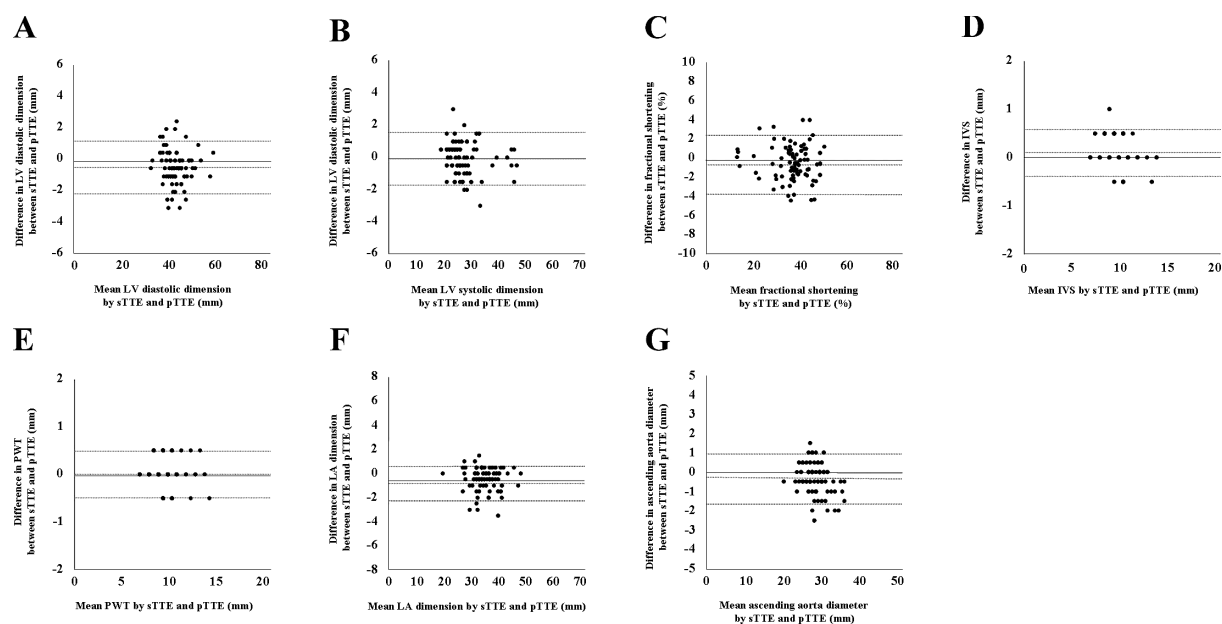 A
Difference in LV diastolic dimension
between sTTE and pTTE (mm)
6
4
2
0
-2
-4
-6
0 20 40 60 80
Mean LV diastolic dimension
by sTTE and pTTE (mm)
B
Difference in LV diastolic dimension
between sTTE and pTTE (mm)
6
4
2
0
-2
-4
-6
0 10 20 30 40 50 60 70
Mean LV systolic dimension
by sTTE and pTTE (mm)
C
Difference in fractional shortening
between sTTE and pTTE (%)
10
8
6
4
2
0
-2
-4
-6
-8
-10
0 20 40 60 80
Mean fractional shortening
by sTTE and pTTE (%)
D
Difference in IVS
between sTTE and pTTE (mm)
2
1
0
-1
-2
0 5 10 15 20
Mean IVS by sTTE and pTTE (mm)
E
Difference in PWT
between sTTE and pTTE (mm)
2
1
0
-1
-2
0 5 10 15 20
Mean PWT by sTTE and pTTE (mm)
F
Difference in LA dimension
between sTTE and pTTE (mm)
8
6
4
2
0
-2
-4
-6
-8
0 10 20 30 40 50 60 70
Mean LA dimension by sTTE and pTTE (mm)
G
Difference in ascending aorta diameter
between sTTE and pTTE (mm)
5
4
3
2
1
0
-1
-2
-3
-4
-5
0 10 20 30 40 50
Mean ascending aorta diameter
by sTTE and pTTE (mm)